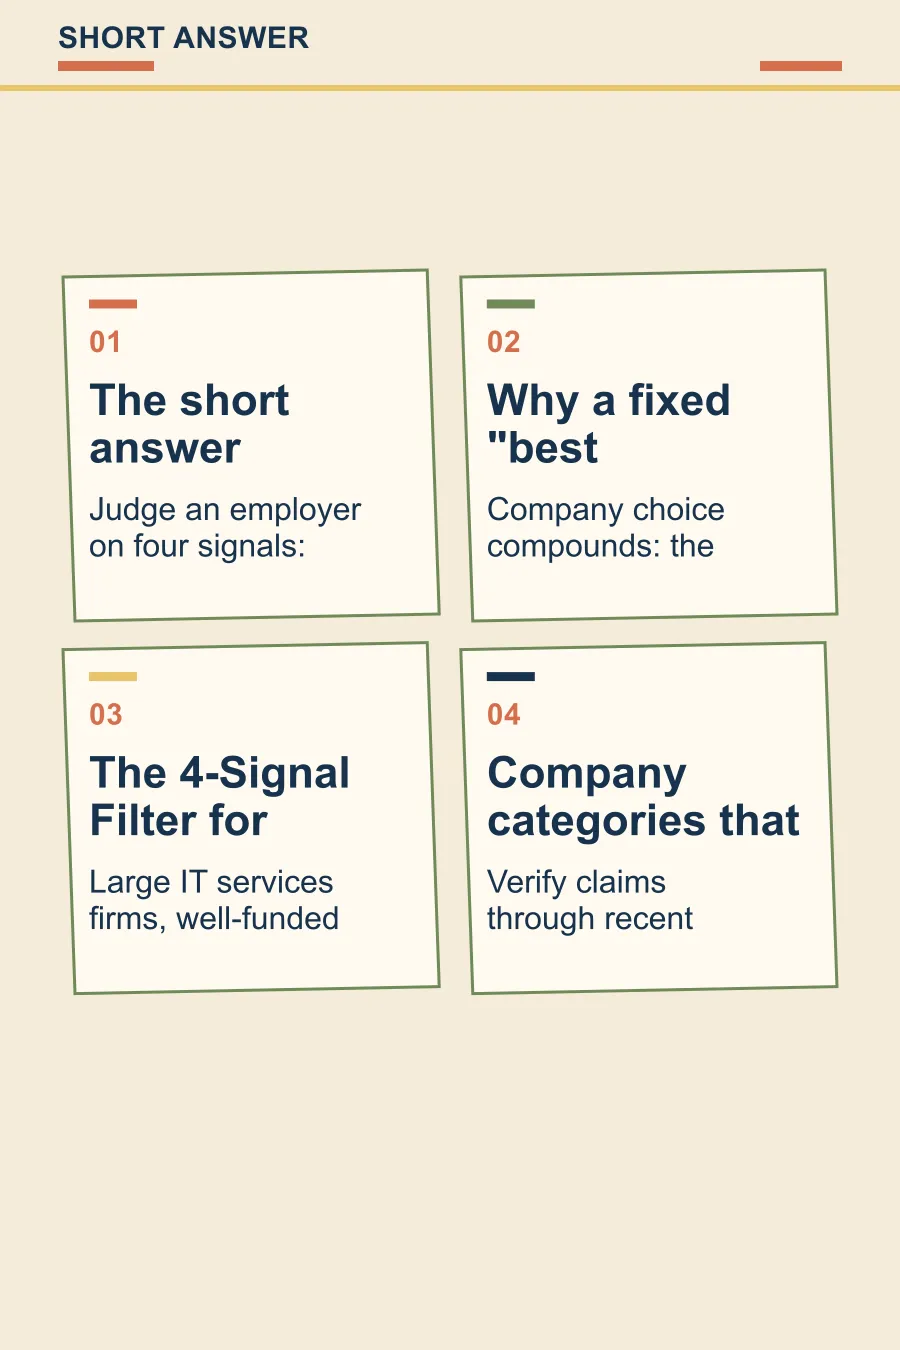 SHORT ANSWER
01
The short
answer
Judge an employer
on four signals:
02
Why a fixed
"best
Company choice
compounds: the
03
The 4-Signal
Filter for
Large IT services
firms, well-funded
04
Company
categories that
Verify claims
through recent